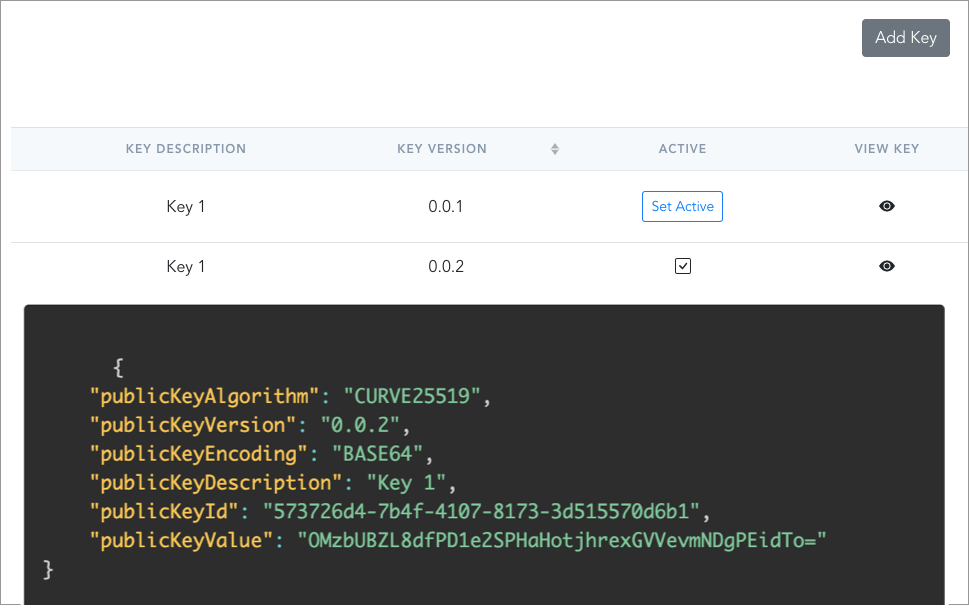 Add Key
KEY DESCRIPTION KEY VERSION ACTIVE VIEW KEY
Key 1 0.0.1 Set Active
Key 1 0.0.2
{
"publicKeyAlgorithm": "CURVE25519",
"publicKeyVersion": "0.0.2",
"publicKeyEncoding": "BASE64",
"publicKeyDescription": "Key 1",
"publicKeyId": "573726d4-7b4f-4107-8173-3d515570d6b1",
"publicKeyValue": "OMzbUBZL8dfPD1e2SPHaHotjhrexGVVevmNDgPEidTo="
}